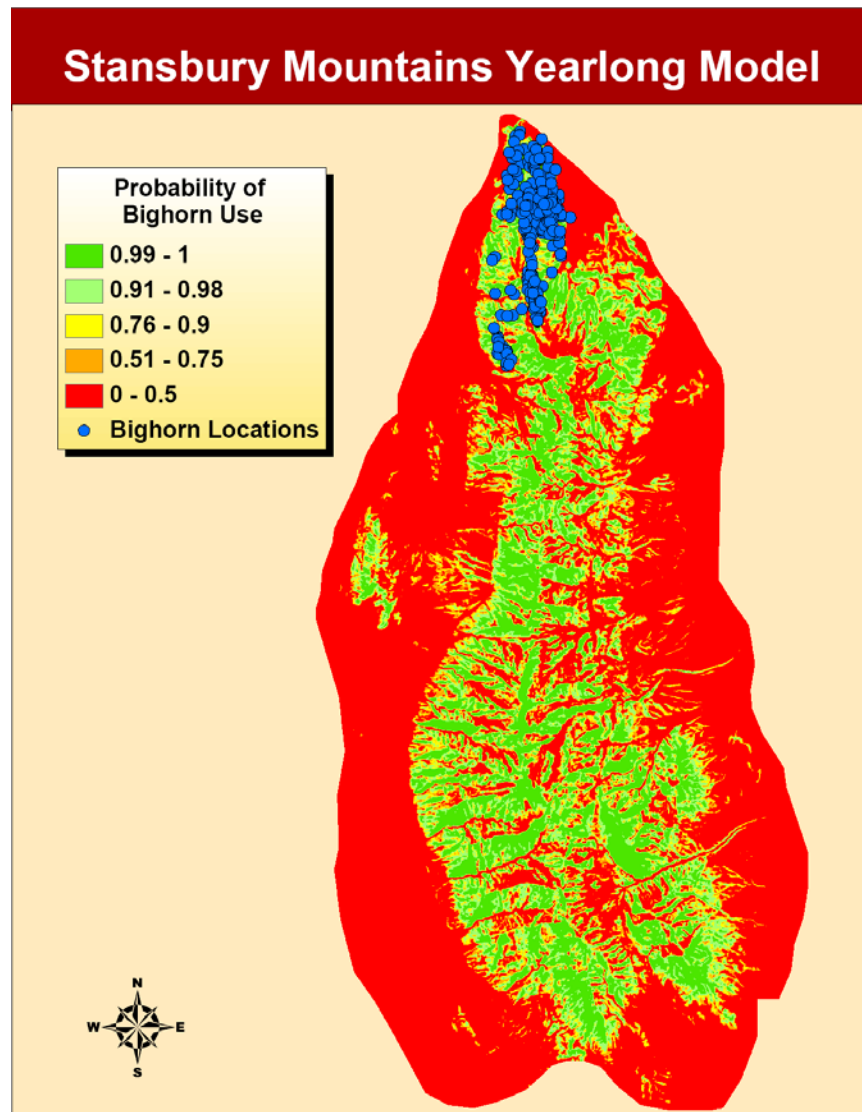 Stansbury Mountains Yearlong Model
Probability of
Bighorn Use
0.99 - 1
0.91 - 0.98
0.76 - 0.9
0.51 - 0.75
0 - 0.5
Bighorn Locations
N
W E
S